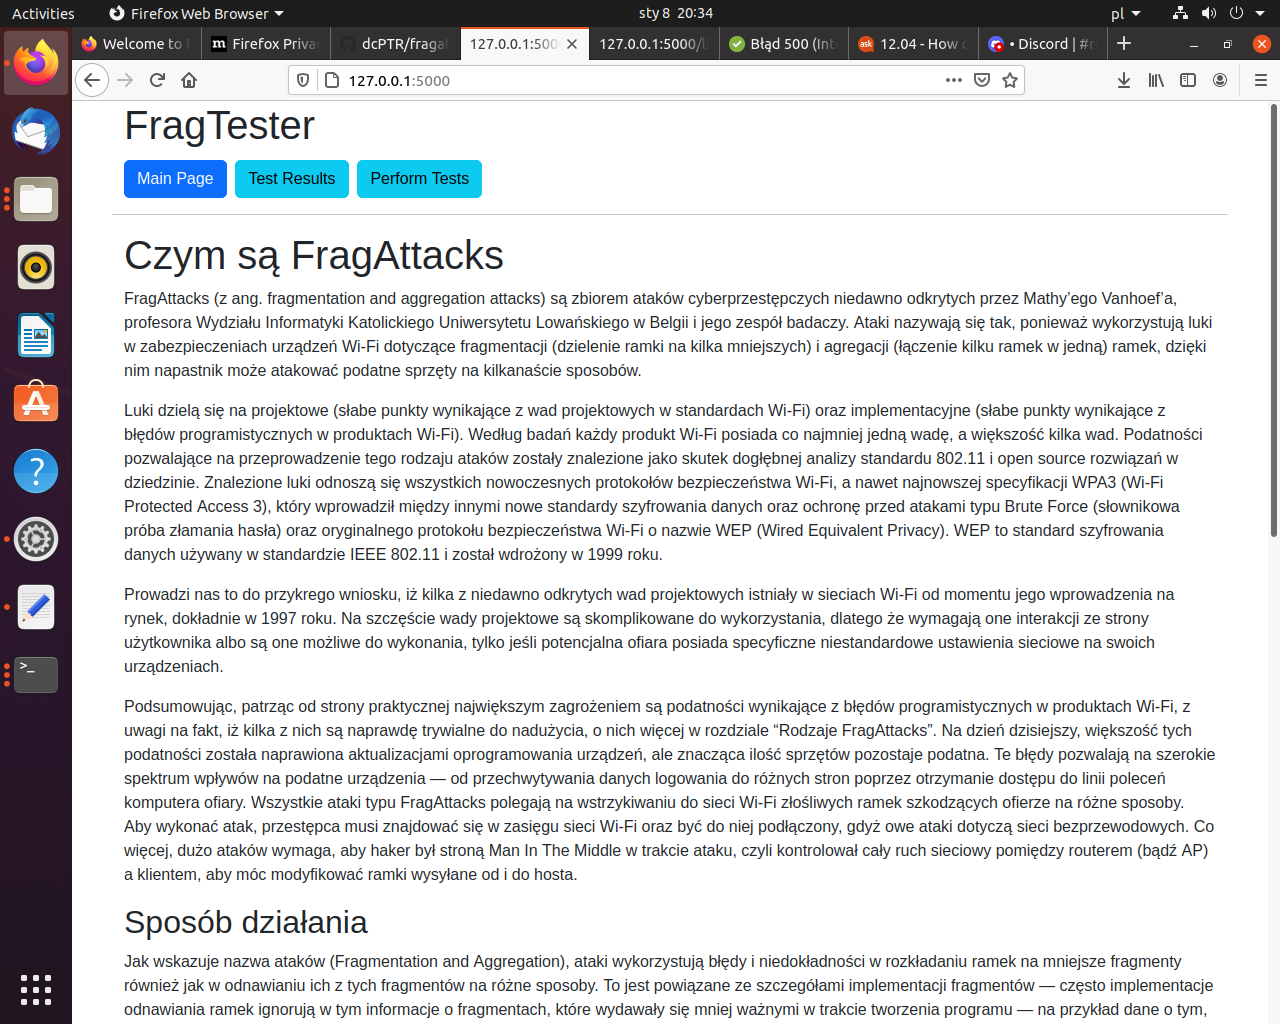 Activities Firefox Web Browser sty 8 20:34 pl
Welcome to Firefox Priva dcPTR/fragat 127.0.0.1:500 127.0.0.1:5000/ Błąd 500 (Int 12.04 - How • Discord | #r
127.0.0.1:5000
FragTester
Main Page Test Results Perform Tests
Czym są FragAttacks
FragAttacks (z ang. fragmentation and aggregation attacks) są zbiorem ataków cyberprzestępczych niedawno odkrytych przez Mathy’ego Vanhoef’a,
profesora Wydziału Informatyki Katolickiego Uniwersytetu Lowańskiego w Belgii i jego zespół badaczy. Ataki nazywają się tak, ponieważ wykorzystują luki
w zabezpieczeniach urządzeń Wi-Fi dotyczące fragmentacji (dzielenie ramki na kilka mniejszych) i agregacji (łączenie kilku ramek w jedną) ramek, dzięki
nim napastnik może atakować podatne sprzęty na kilkanaście sposobów.
Luki dzielą się na projektowe (słabe punkty wynikające z wad projektowych w standardach Wi-Fi) oraz implementacyjne (słabe punkty wynikające z
błędów programistycznych w produktach Wi-Fi). Według badań każdy produkt Wi-Fi posiada co najmniej jedną wadę, a większość kilka wad. Podatności
pozwalające na przeprowadzenie tego rodzaju ataków zostały znalezione jako skutek dogłębnej analizy standardu 802.11 i open source rozwiązań w
dziedzinie. Znalezione luki odnoszą się wszystkich nowoczesnych protokołów bezpieczeństwa Wi-Fi, a nawet najnowszej specyfikacji WPA3 (Wi-Fi
Protected Access 3), który wprowadził między innymi nowe standardy szyfrowania danych oraz ochronę przed atakami typu Brute Force (słownikowa
próba złamania hasła) oraz oryginalnego protokołu bezpieczeństwa Wi-Fi o nazwie WEP (Wired Equivalent Privacy). WEP to standard szyfrowania
danych używany w standardzie IEEE 802.11 i został wdrożony w 1999 roku.
Prowadzi nas to do przykrego wniosku, iż kilka z niedawno odkrytych wad projektowych istniały w sieciach Wi-Fi od momentu jego wprowadzenia na
rynek, dokładnie w 1997 roku. Na szczęście wady projektowe są skomplikowane do wykorzystania, dlatego że wymagają one interakcji ze strony
użytkownika albo są one możliwe do wykonania, tylko jeśli potencjalna ofiara posiada specyficzne niestandardowe ustawienia sieciowe na swoich
urządzeniach.
Podsumowując, patrząc od strony praktycznej największym zagrożeniem są podatności wynikające z błędów programistycznych w produktach Wi-Fi, z
uwagi na fakt, iż kilka z nich są naprawdę trywialne do nadużycia, o nich więcej w rozdziale “Rodzaje FragAttacks”. Na dzień dzisiejszy, większość tych
podatności została naprawiona aktualizacjami oprogramowania urządzeń, ale znacząca ilość sprzętów pozostaje podatna. Te błędy pozwalają na szerokie
spektrum wpływów na podatne urządzenia — od przechwytywania danych logowania do różnych stron poprzez otrzymanie dostępu do linii poleceń
komputera ofiary. Wszystkie ataki typu FragAttacks polegają na wstrzykiwaniu do sieci Wi-Fi złośliwych ramek szkodzących ofierze na różne sposoby.
Aby wykonać atak, przestępca musi znajdować się w zasięgu sieci Wi-Fi oraz być do niej podłączony, gdyż owe ataki dotyczą sieci bezprzewodowych. Co
więcej, dużo ataków wymaga, aby haker był stroną Man In The Middle w trakcie ataku, czyli kontrolował cały ruch sieciowy pomiędzy routerem (bądź AP)
a klientem, aby móc modyfikować ramki wysyłane od i do hosta.
Sposób działania
Jak wskazuje nazwa ataków (Fragmentation and Aggregation), ataki wykorzystują błędy i niedokładności w rozkładaniu ramek na mniejsze fragmenty
również jak w odnawianiu ich z tych fragmentów na różne sposoby. To jest powiązane ze szczegółami implementacji fragmentów — często implementacje
odnawiania ramek ignorują w tym informacje o fragmentach, które wydawały się mniej ważnymi w trakcie tworzenia programu — na przykład dane o tym,